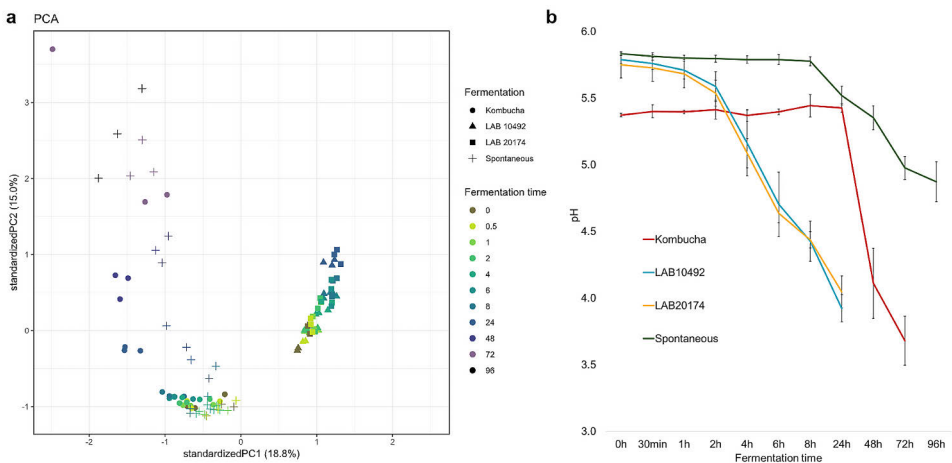 a
PCA
3
2
1
0
-1
-2
-1
0
1
2
standardizedPC2 (15.0%)
standardizedPC1 (18.8%)
Fermentation
Kombucha
LAB 10492
LAB 20174
Spontaneous
Fermentation time
0
0.5
1
2
4
6
8
24
48
72
96
b
6.0
5.5
5.0
4.5
4.0
3.5
3.0
pH
Kombucha
LAB10492
LAB20174
Spontaneous
0h 30min 1h 2h 4h 6h 8h 24h 48h 72h 96h
Fermentation time